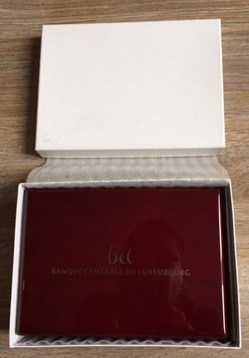 bcl
BANQUE CENTRALE DU LUXEMBOURG